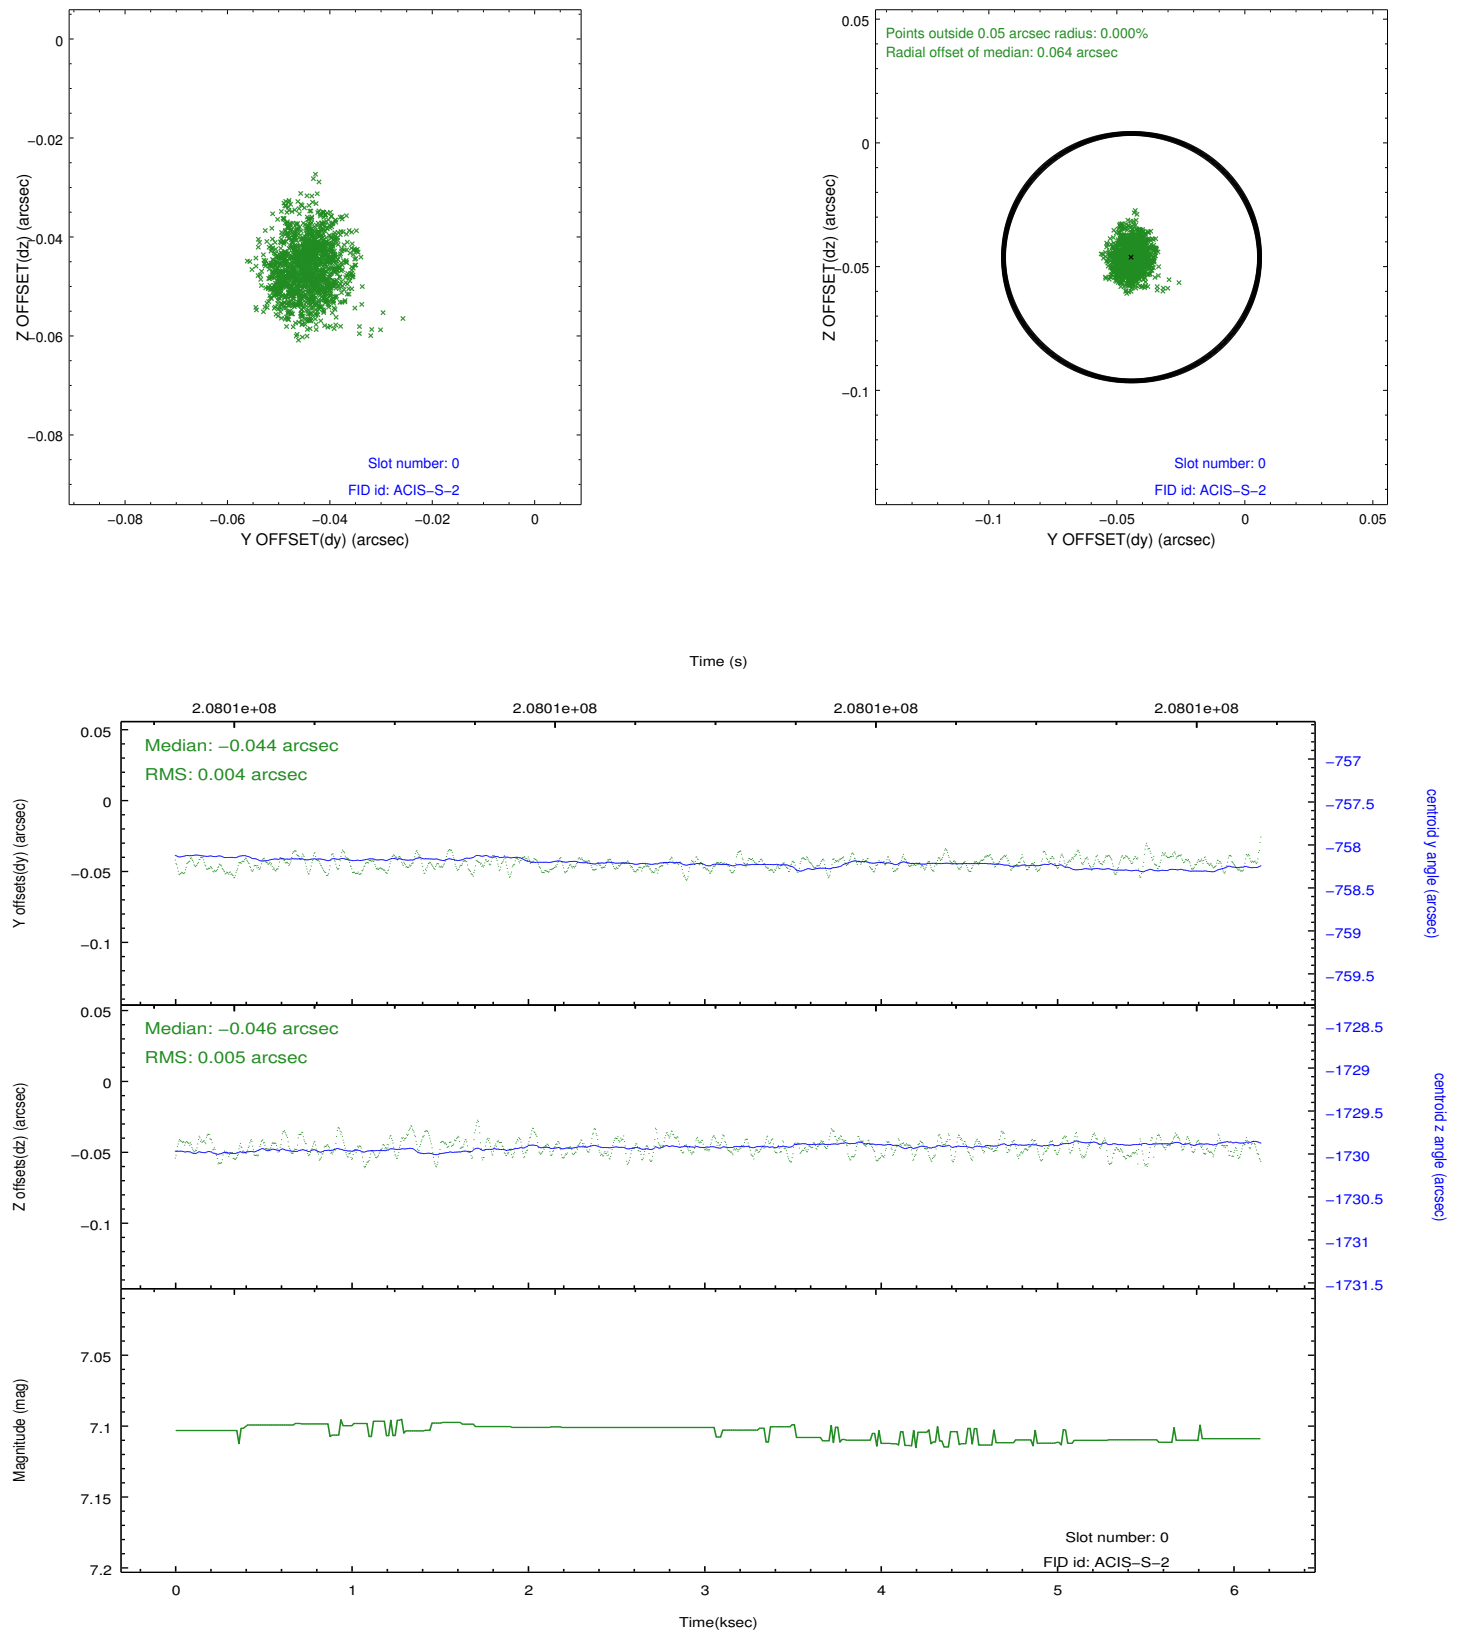 0
−0.02
−0.04
−0.06
−0.08
Z OFFSET(dz) (arcsec)
Slot number: 0
FID id: ACIS−S−2
−0.08
−0.06
−0.04
−0.02
0
Y OFFSET(dy) (arcsec)
0.05
0
−0.05
−0.1
Z OFFSET(dz) (arcsec)
Points outside 0.05 arcsec radius: 0.000%
Radial offset of median: 0.064 arcsec
Slot number: 0
FID id: ACIS−S−2
−0.1
−0.05
0
0.05
Y OFFSET(dy) (arcsec)
Time (s)
2.0801e+08
2.0801e+08
2.0801e+08
2.0801e+08
0.05
0
−0.05
−0.1
Y offsets(dy) (arcsec)
Median: −0.044 arcsec
RMS: 0.004 arcsec
−757
−757.5
−758
−758.5
−759
−759.5
centroid y angle (arcsec)
0.05
0
−0.05
−0.1
Z offsets(dz) (arcsec)
Median: −0.046 arcsec
RMS: 0.005 arcsec
−1728.5
−1729
−1729.5
−1730
−1730.5
−1731
−1731.5
centroid z angle (arcsec)
7.05
7.1
7.15
7.2
Magnitude (mag)
Slot number: 0
FID id: ACIS−S−2
0
1
2
3
4
5
6
Time(ksec)